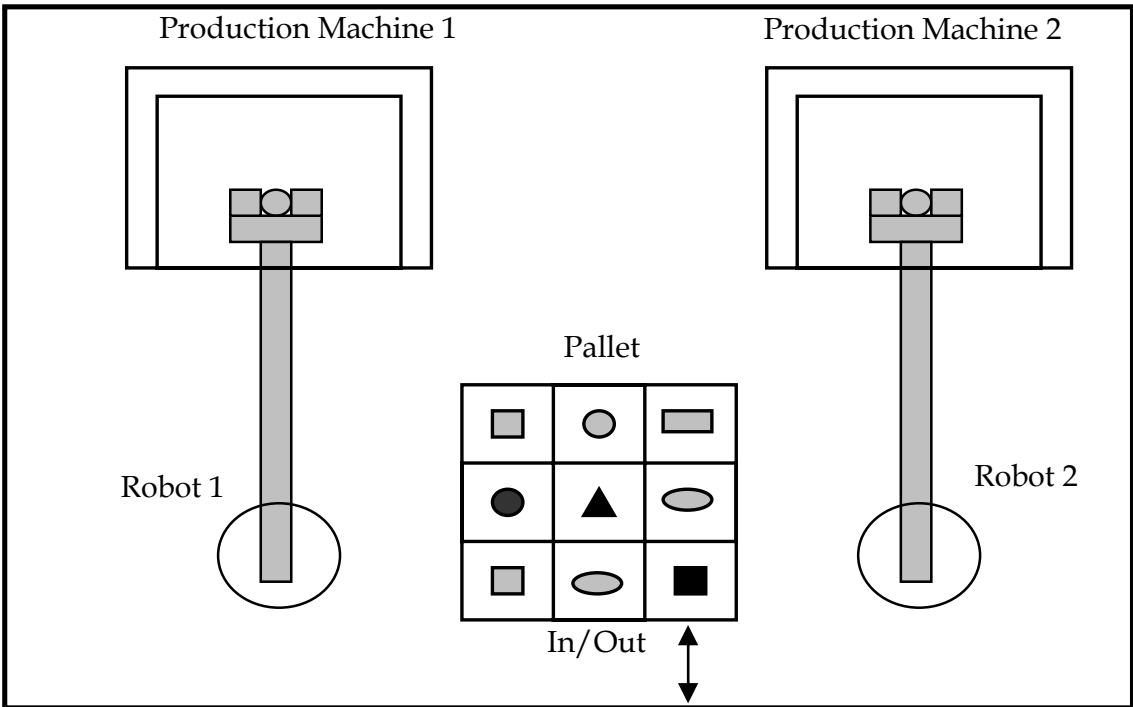 Production Machine 1
Production Machine 2
Pallet
Robot 1
Robot 2
In/Out